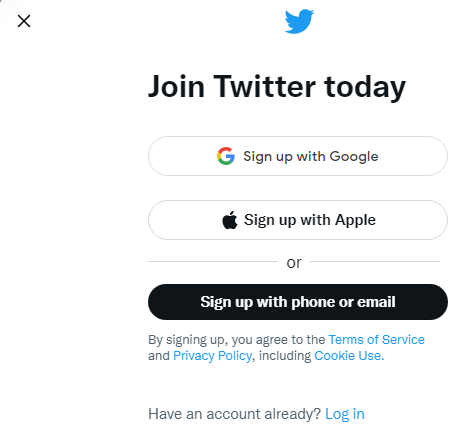 Join Twitter today
Sign up with Google
Sign up with Apple
or
Sign up with phone or email
By signing up, you agree to the Terms of Service
and Privacy Policy, including Cookie Use.
Have an account already? Log in